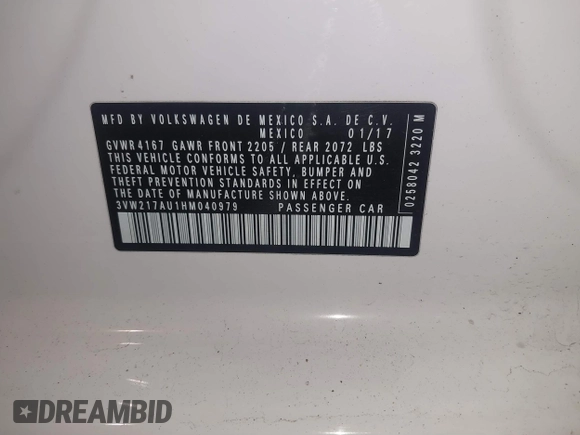 MFD BY VOLKSWAGEN DE MEXICO S.A. DE C.V.
MEXICO 01/17
GVWR4167 GAWR FRONT 2205 / REAR 2072 LBS
THIS VEHICLE CONFORMS TO ALL APPLICABLE U.S.
FEDERAL MOTOR VEHICLE SAFETY, BUMPER AND
THEFT PREVENTION STANDARDS IN EFFECT ON
THE DATE OF MANUFACTURE SHOWN ABOVE.
3VW217AU1HM040979 PASSENGER CAR
0258042 3220 M
DREAMBID